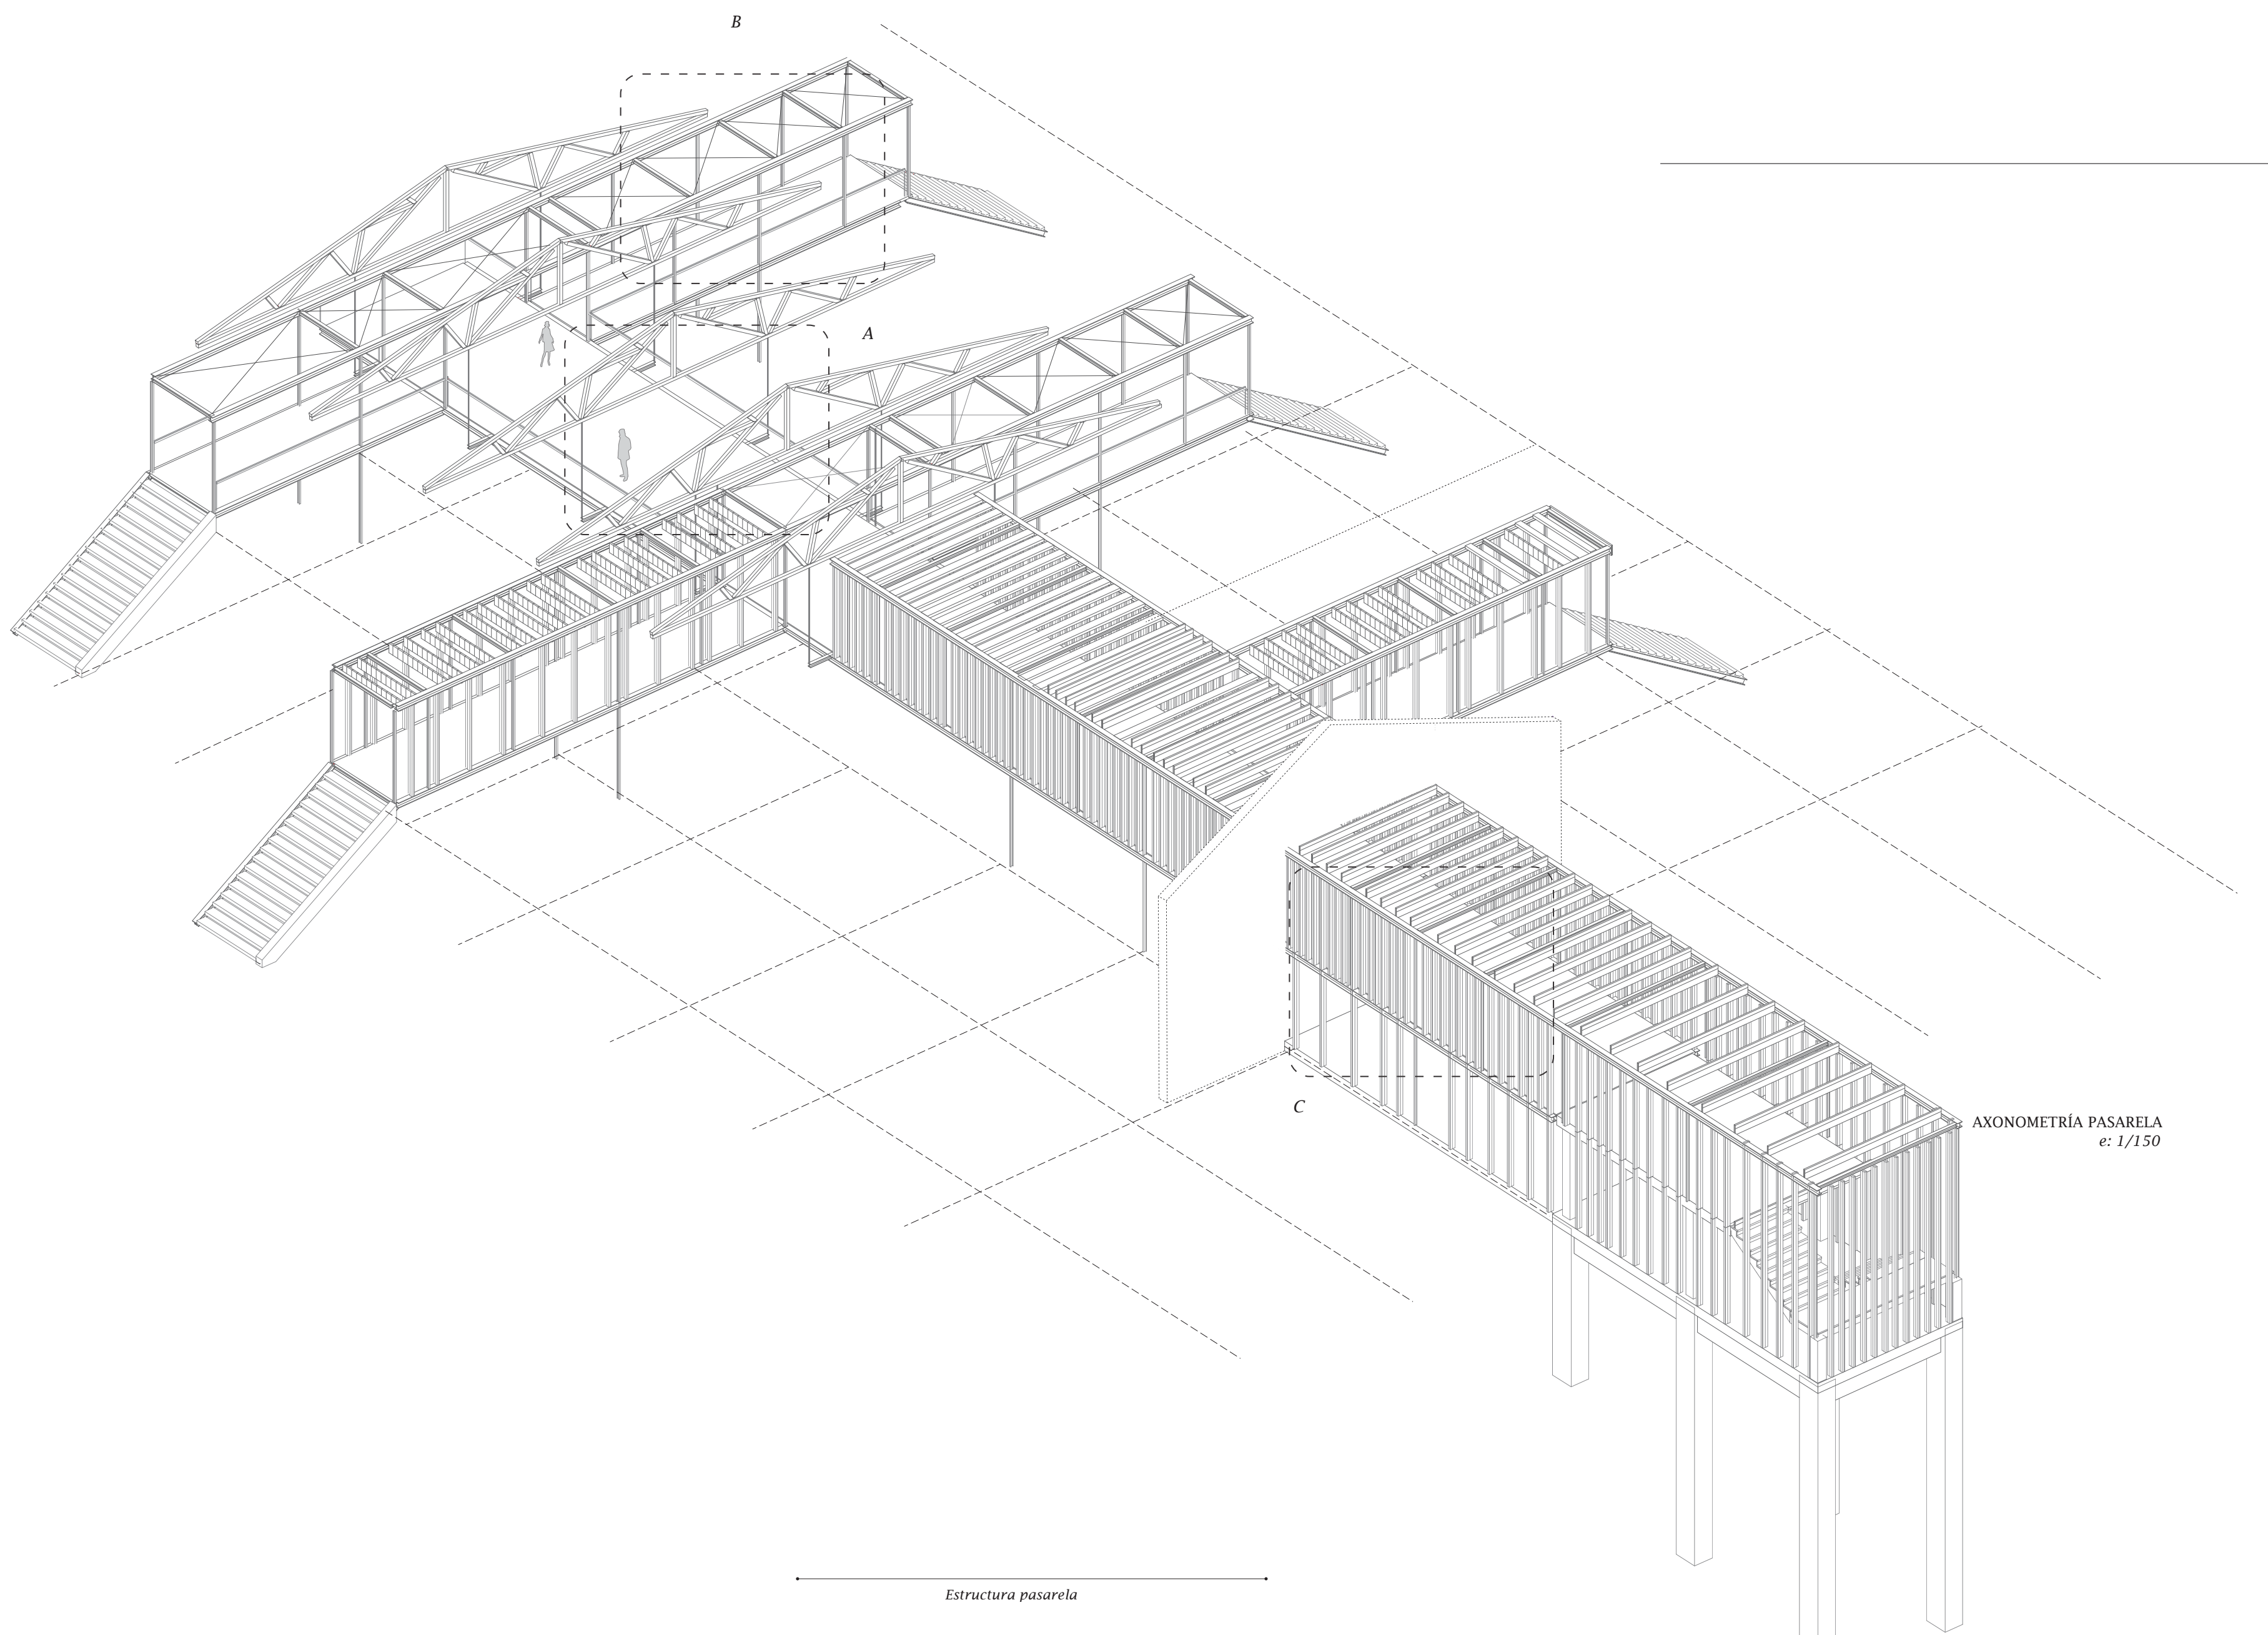 B
A
C
AXONOMETRÍA PASARELA
e: 1/150
Estructura pasarela